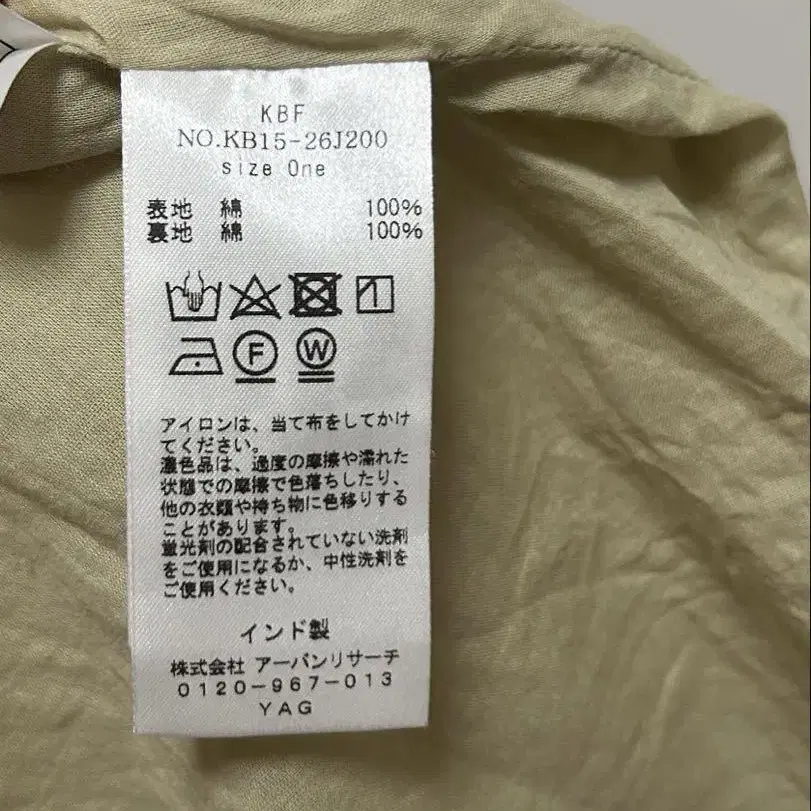 KBF
NO.KB15-26J200
size One
表地 綿 100%
裏地 綿 100%
F W
アイロンは、当て布をしてかけ
てください。
濃色品は、過度の摩擦や濡れた
状態での摩擦で色落ちしたり、
他の衣類や持ち物に色移りする
ことがあります。
蛍光剤の配合されていない洗剤
をご使用になるか、中性洗剤を
ご使用ください。
インド製
株式会社 アーバンリサーチ
0120-967-013
YAG